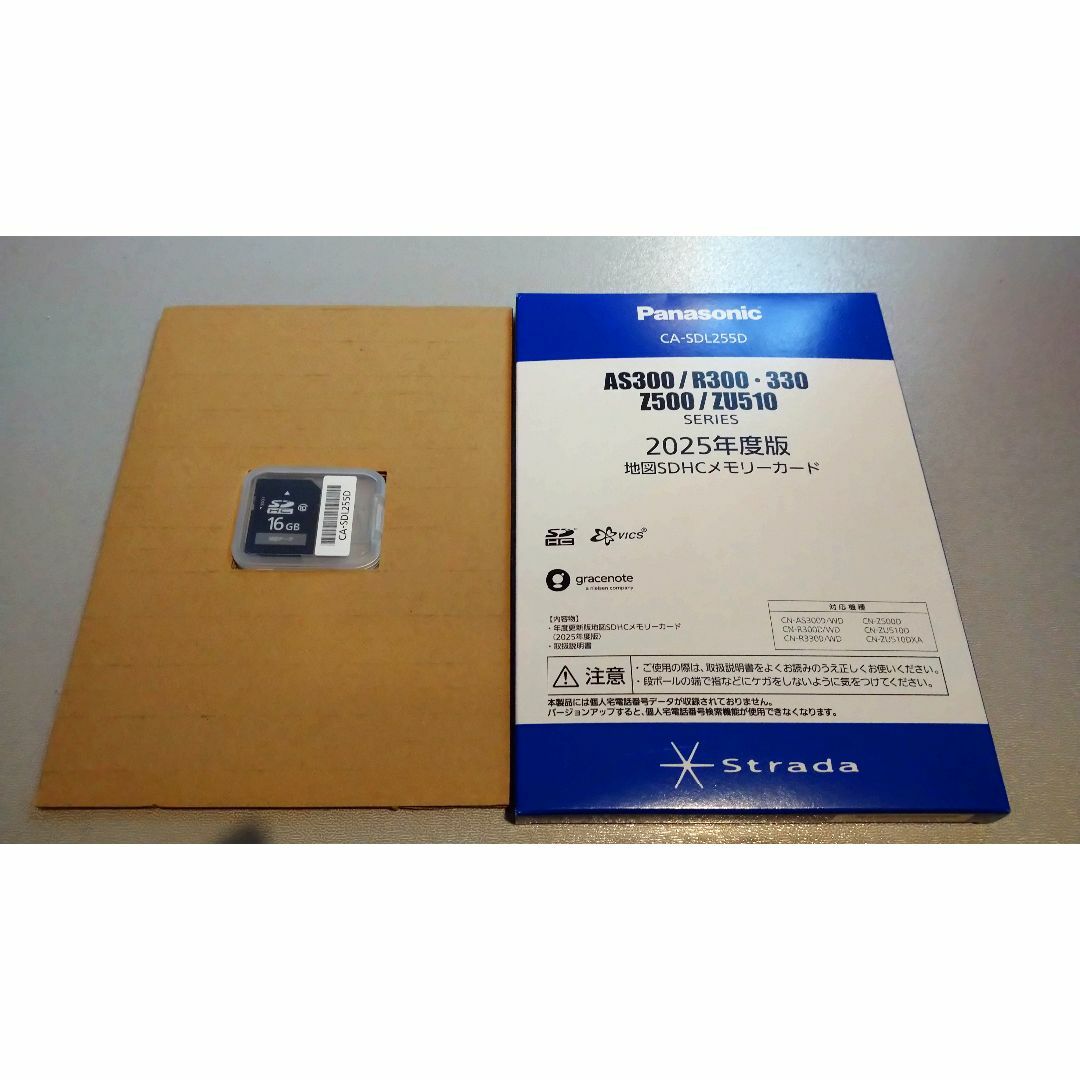 SD
HC
16GB
CA-SDL255D
Panasonic
CA-SDL255D
AS300/R300・330
Z500/ZU510
SERIES
2025年度版
地図SDHCメモリーカード
SD
HC
VICS
gracenote
a nielsen company
【内容物】
・年度更新版地図SDHCメモリーカード
(2025年度版)
・取扱説明書
対応機種
CN-AS300D/WD CN-Z500D
CN-R300D/WD CN-ZU510D
CN-R330D/WD CN-ZU510DXA
注意
・ご使用の際は、取扱説明書をよくお読みのうえ正しくお使いください。
・段ボールの端で指などにケガをしないように気をつけてください。
本製品には個人宅電話番号データが収録されておりません。
バージョンアップすると、個人宅電話番号検索機能が使用できなくなります。
Strada